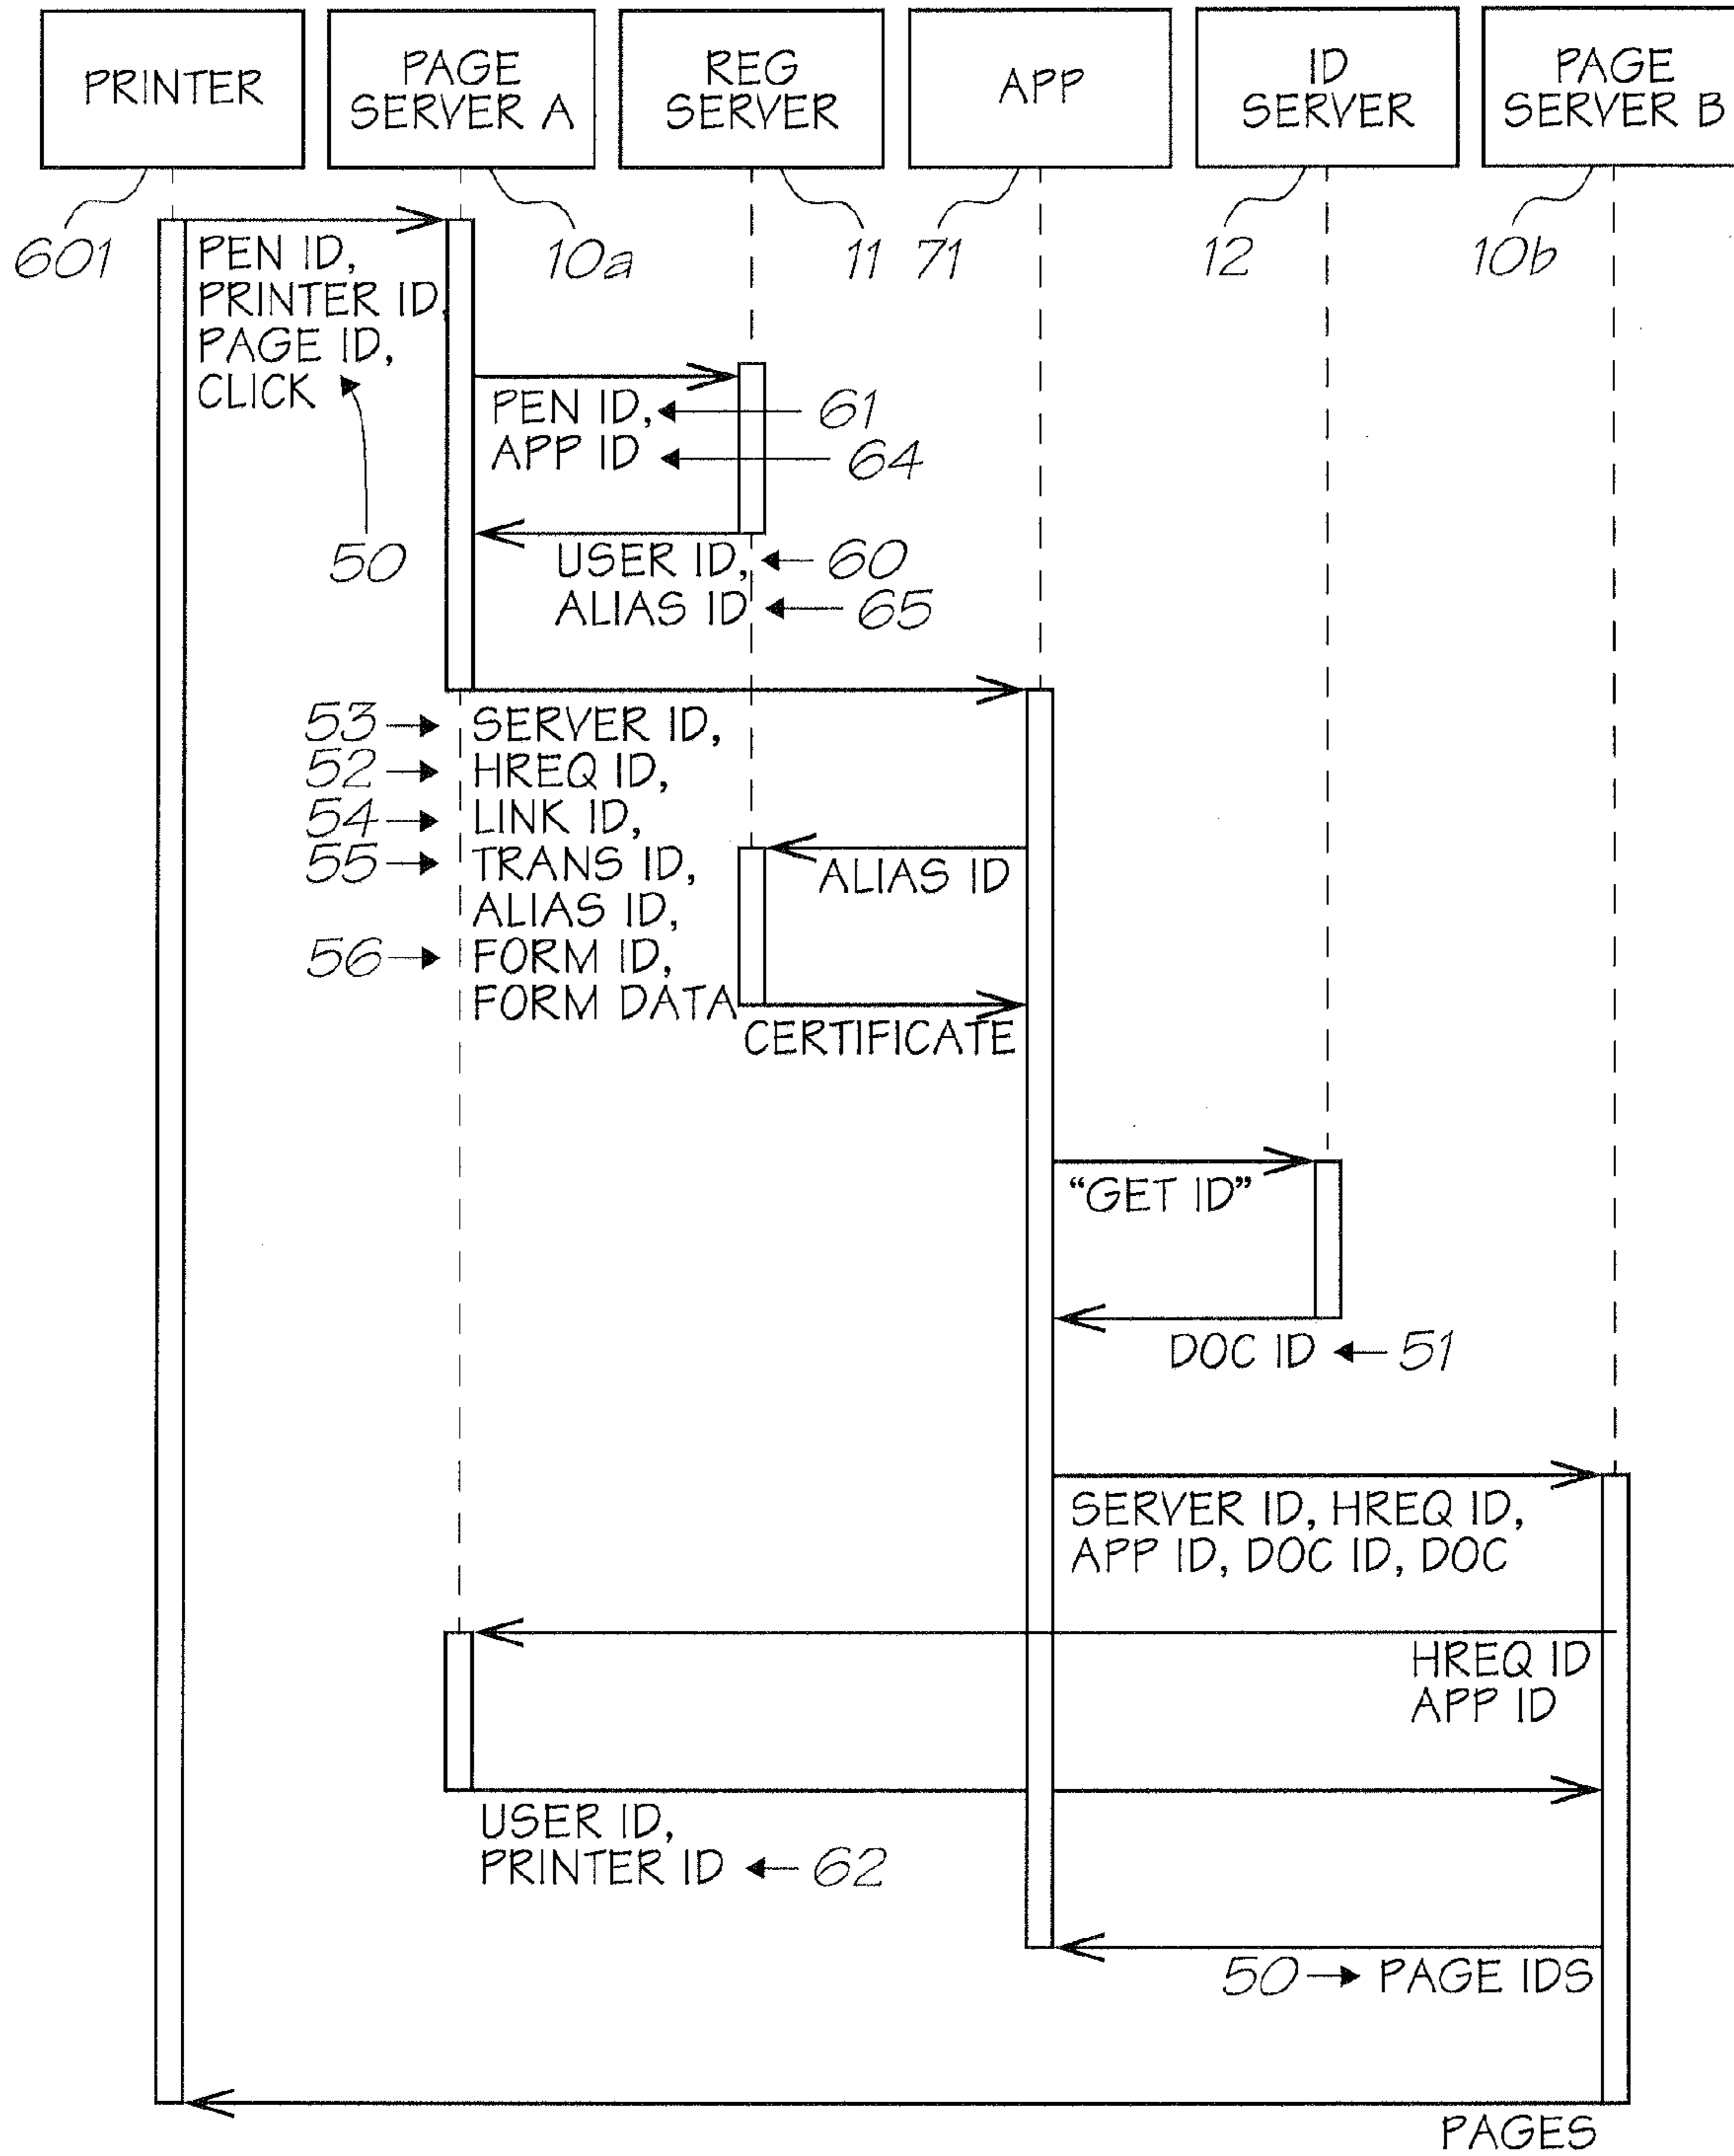 PRINTER
PAGE
SERVER A
REG
SERVER
APP
ID
SERVER
PAGE
SERVER B
601
10a
11
71
12
10b
PEN ID,
PRINTER ID,
PAGE ID,
CLICK
50
PEN ID,
61
APP ID
64
USER ID,
60
ALIAS ID
65
53
SERVER ID,
52
HREQ ID,
54
LINK ID,
55
TRANS ID,
ALIAS ID,
56
FORM ID,
FORM DATA
ALIAS ID
CERTIFICATE
“GET ID”
DOC ID
51
SERVER ID, HREQ ID,
APP ID, DOC ID, DOC
HREQ ID
APP ID
USER ID,
PRINTER ID
62
50
PAGE IDS
PAGES